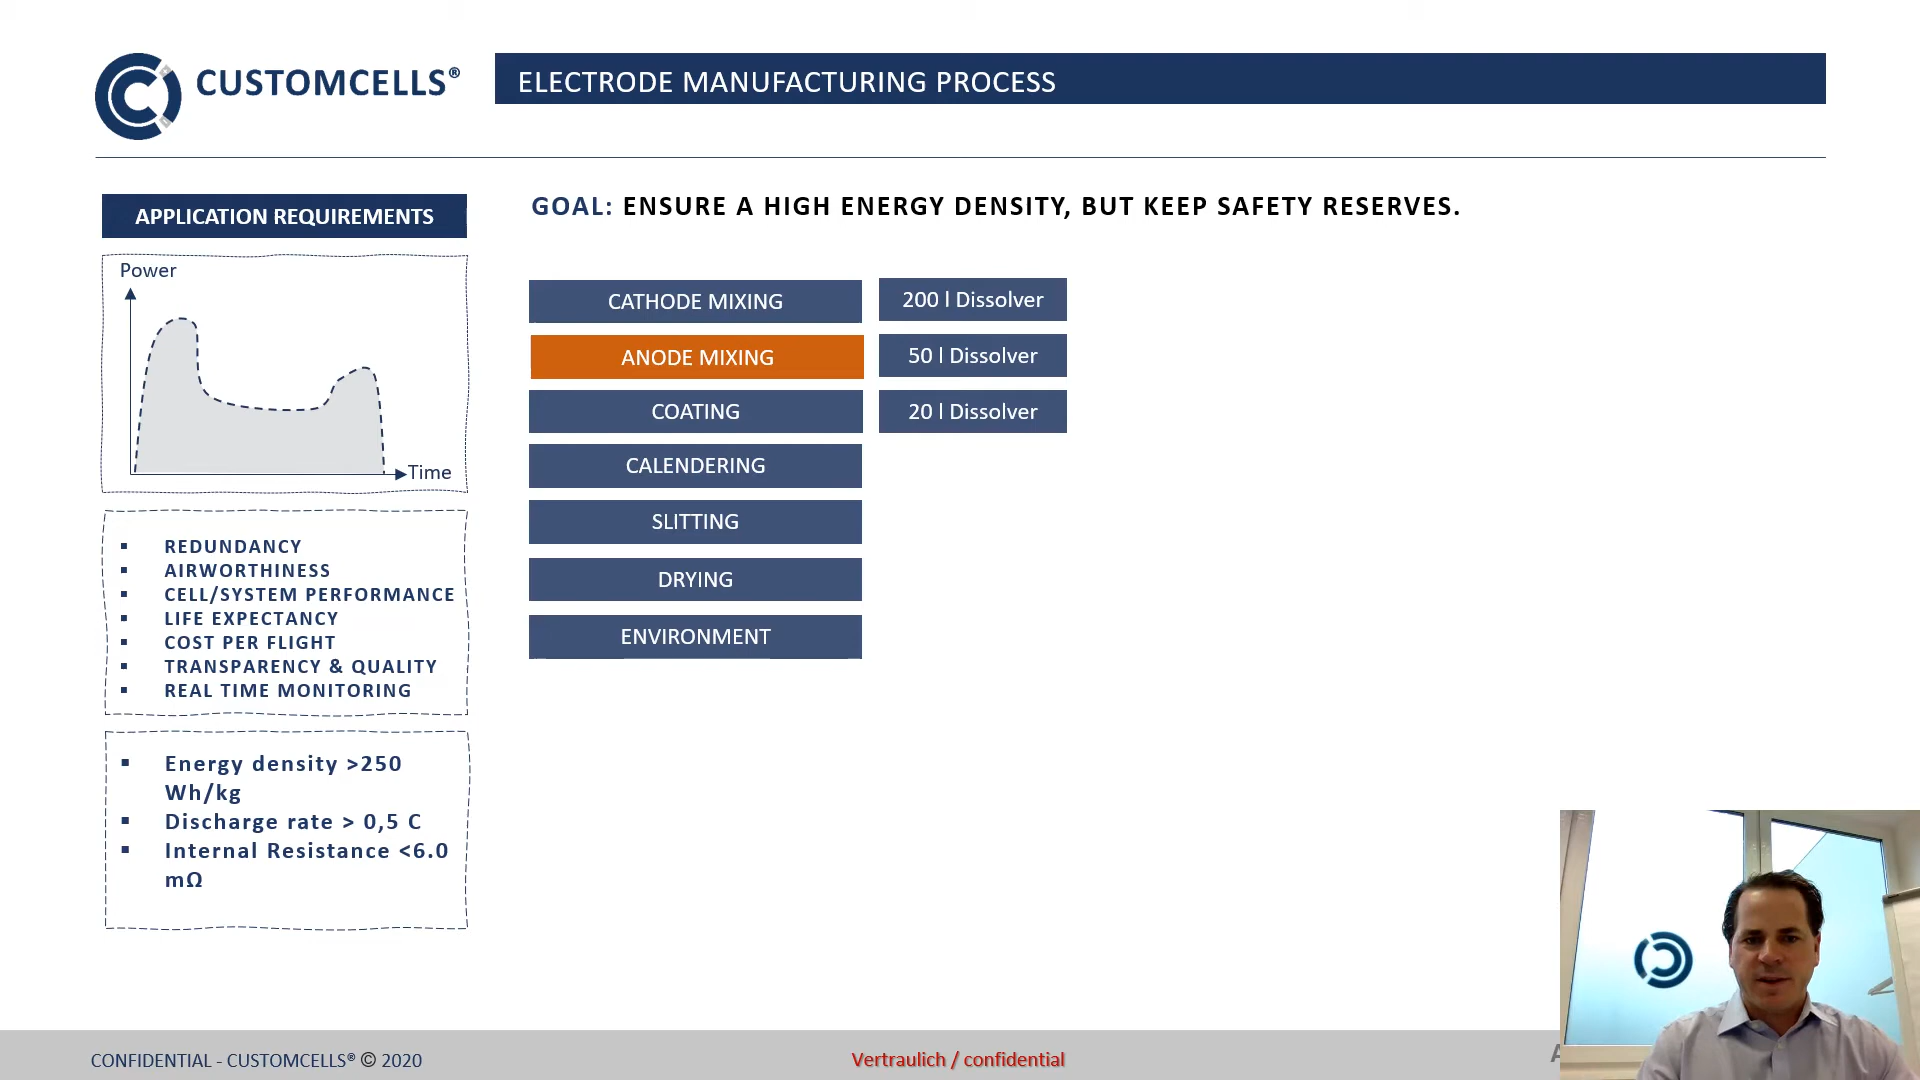 CUSTOMCELLS®
ELECTRODE MANUFACTURING PROCESS
APPLICATION REQUIREMENTS
Power
Time
▪ REDUNDANCY
▪ AIRWORTHINESS
▪ CELL/SYSTEM PERFORMANCE
▪ LIFE EXPECTANCY
▪ COST PER FLIGHT
▪ TRANSPARENCY & QUALITY
▪ REAL TIME MONITORING
▪ Energy density >250
Wh/kg
▪ Discharge rate > 0,5 C
▪ Internal Resistance <6.0
mΩ
GOAL: ENSURE A HIGH ENERGY DENSITY, BUT KEEP SAFETY RESERVES.
CATHODE MIXING
ANODE MIXING
COATING
CALENDERING
SLITTING
DRYING
ENVIRONMENT
200 l Dissolver
50 l Dissolver
20 l Dissolver
CONFIDENTIAL - CUSTOMCELLS® © 2020
Vertraulich / confidential